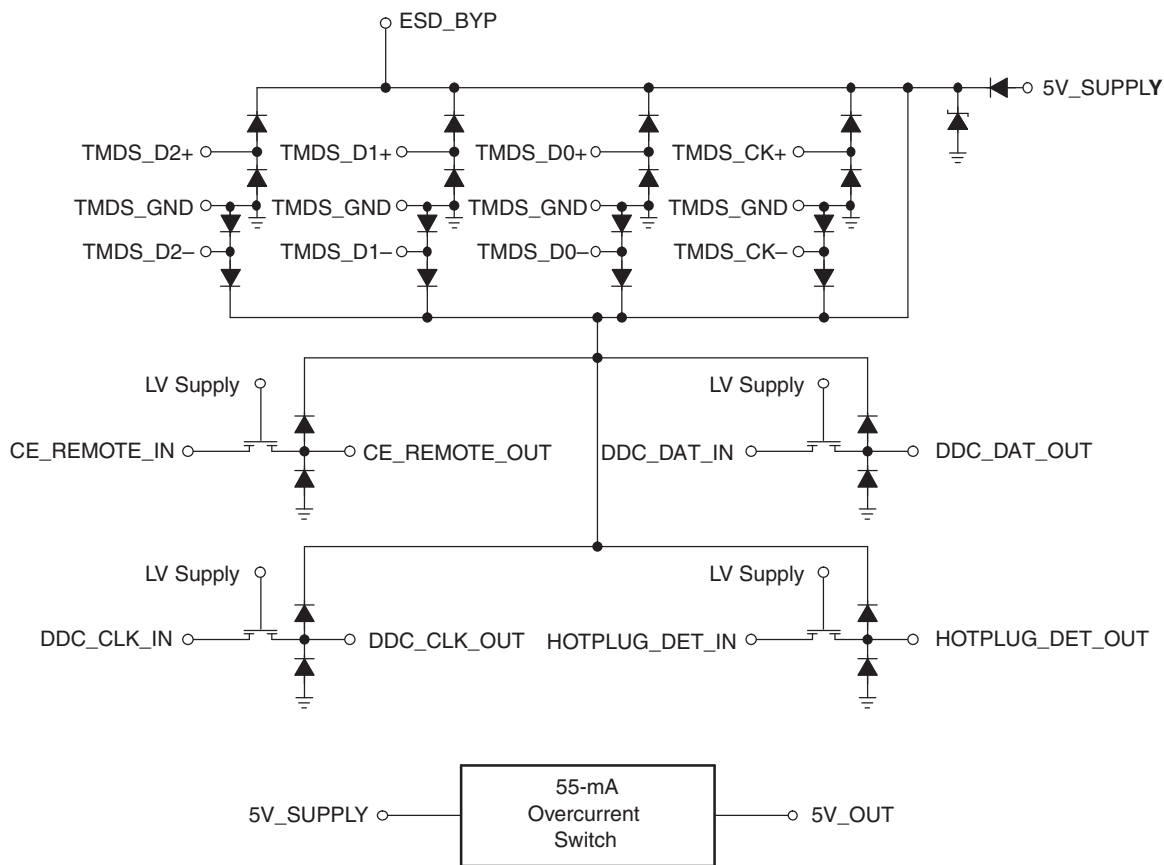 ESD_BYP
5V_SUPPLY
TMDS_D2+
TMDS_D1+
TMDS_D0+
TMDS_CK+
TMDS_GND
TMDS_GND
TMDS_GND
TMDS_GND
TMDS_D2–
TMDS_D1–
TMDS_D0–
TMDS_CK–
LV Supply
LV Supply
CE_REMOTE_IN
CE_REMOTE_OUT
DDC_DAT_IN
DDC_DAT_OUT
LV Supply
LV Supply
DDC_CLK_IN
DDC_CLK_OUT
HOTPLUG_DET_IN
HOTPLUG_DET_OUT
5V_SUPPLY
55-mA
Overcurrent
Switch
5V_OUT